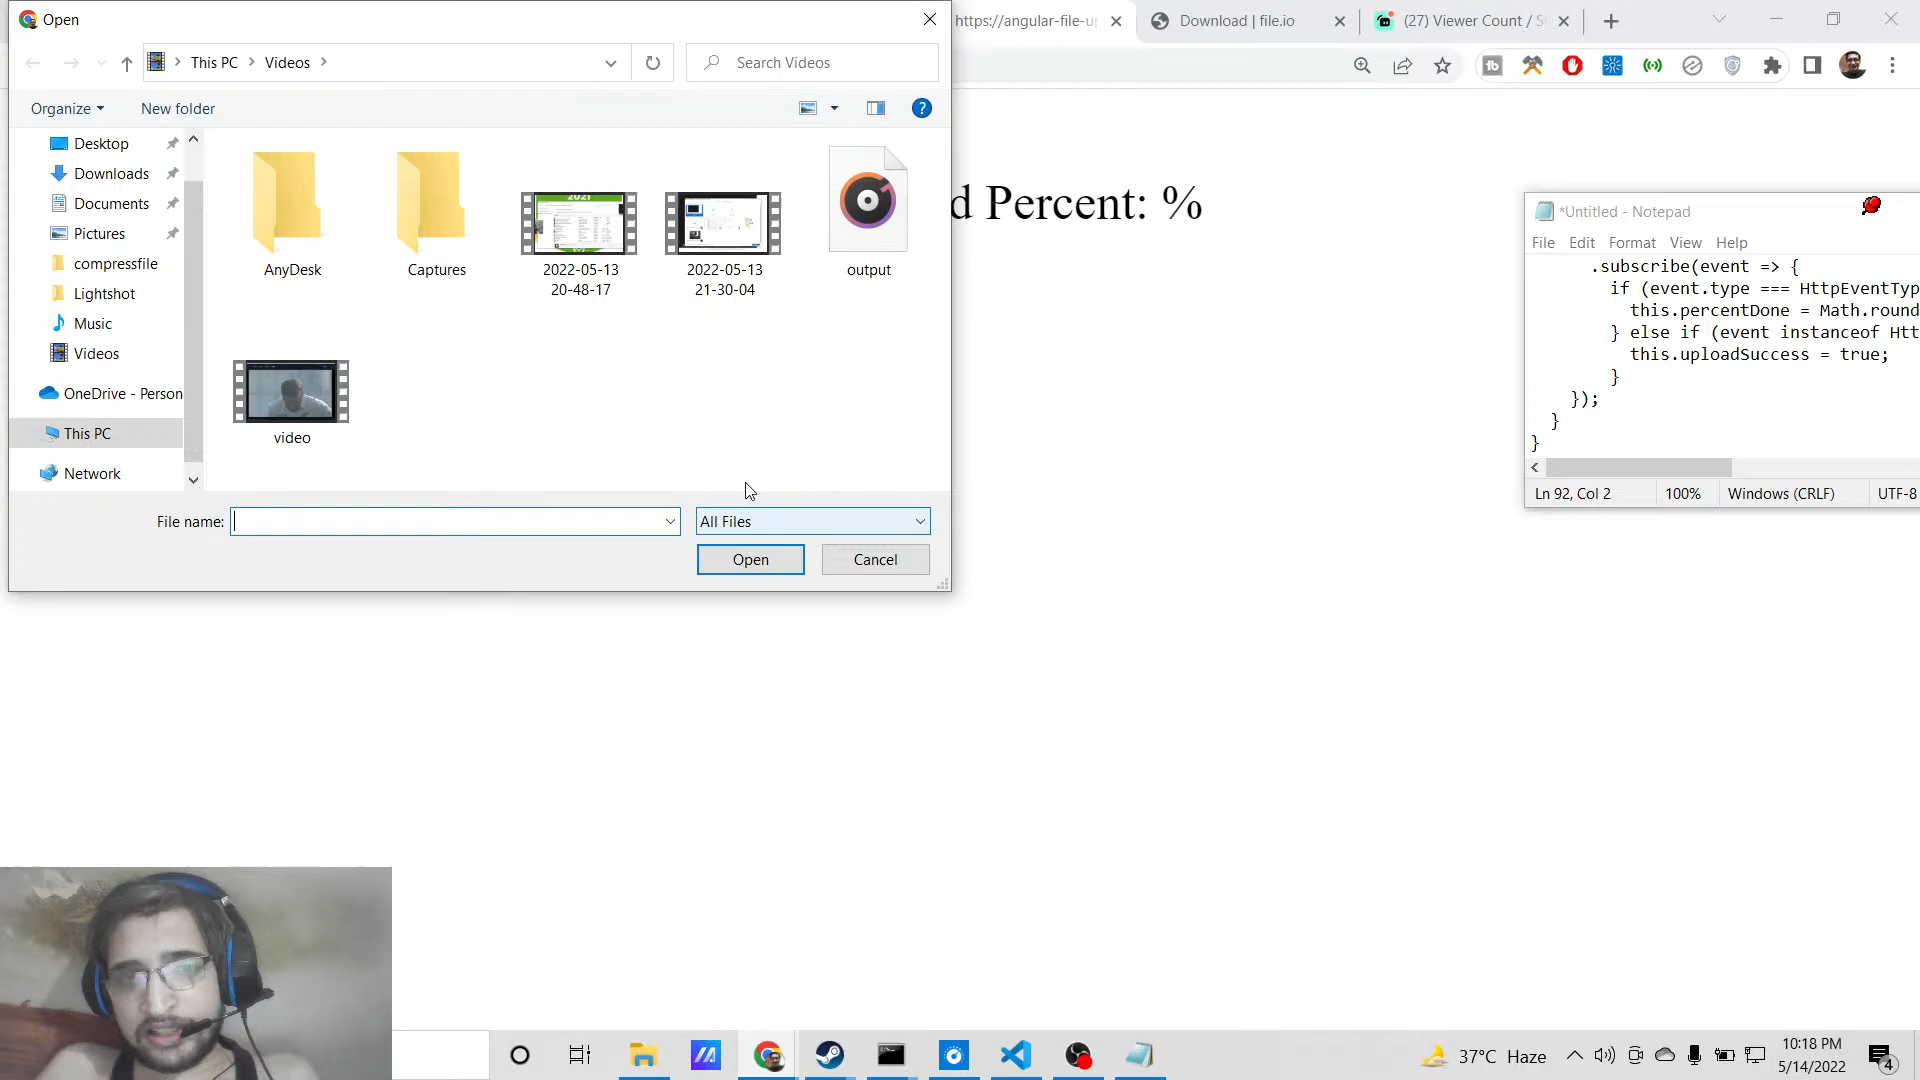 Open
https://angular-file-up
Download | file.io
(27) Viewer Count / S
This PC
Videos
Search Videos
Organize
New folder
Desktop
Downloads
Documents
Pictures
compressfile
Lightshot
Music
Videos
OneDrive - Person
This PC
Network
AnyDesk
Captures
2022-05-13
20-48-17
2022-05-13
21-30-04
output
video
File name:
All Files
Open
Cancel
d Percent: %
*Untitled - Notepad
File Edit Format View Help
.subscribe(event => {
if (event.type === HttpEventTyp
this.percentDone = Math.round
} else if (event instanceof Htt
this.uploadSuccess = true;
}
});
}
}
Ln 92, Col 2
100%
Windows (CRLF)
UTF-8
37°C Haze
10:18 PM
5/14/2022
4